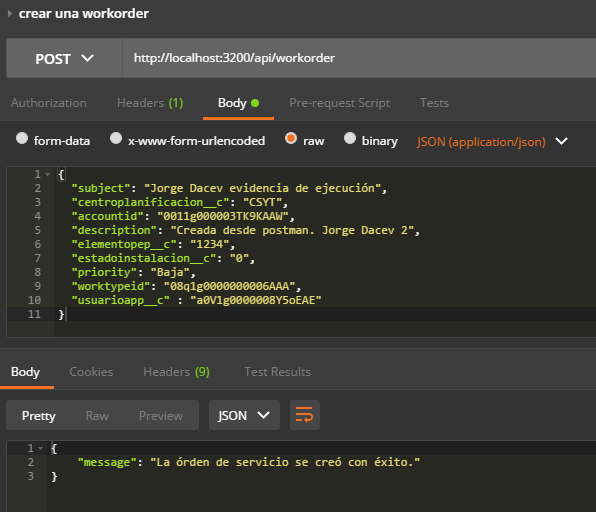 crear una workorder
POST http://localhost:3200/api/workorder
Authorization Headers (1) Body Pre-request Script Tests
form-data x-www-form-urlencoded raw binary JSON (application/json)
1 {
2 "subject": "Jorge Dacev evidencia de ejecución",
3 "centroplanificacion__c": "CSYT",
4 "accountid": "0011g000003TK9KAAW",
5 "description": "Creada desde postman. Jorge Dacev 2",
6 "elementopep__c": "1234",
7 "estadoinstalacion__c": "0",
8 "priority": "Baja",
9 "worktypeid": "08q1g0000000006AAA",
10 "usuarioapp__c" : "a0V1g0000008Y5oEAE"
11 }
Body Cookies Headers (9) Test Results
Pretty Raw Preview JSON
1 {
2 "message": "La órden de servicio se creó con éxito."
3 }